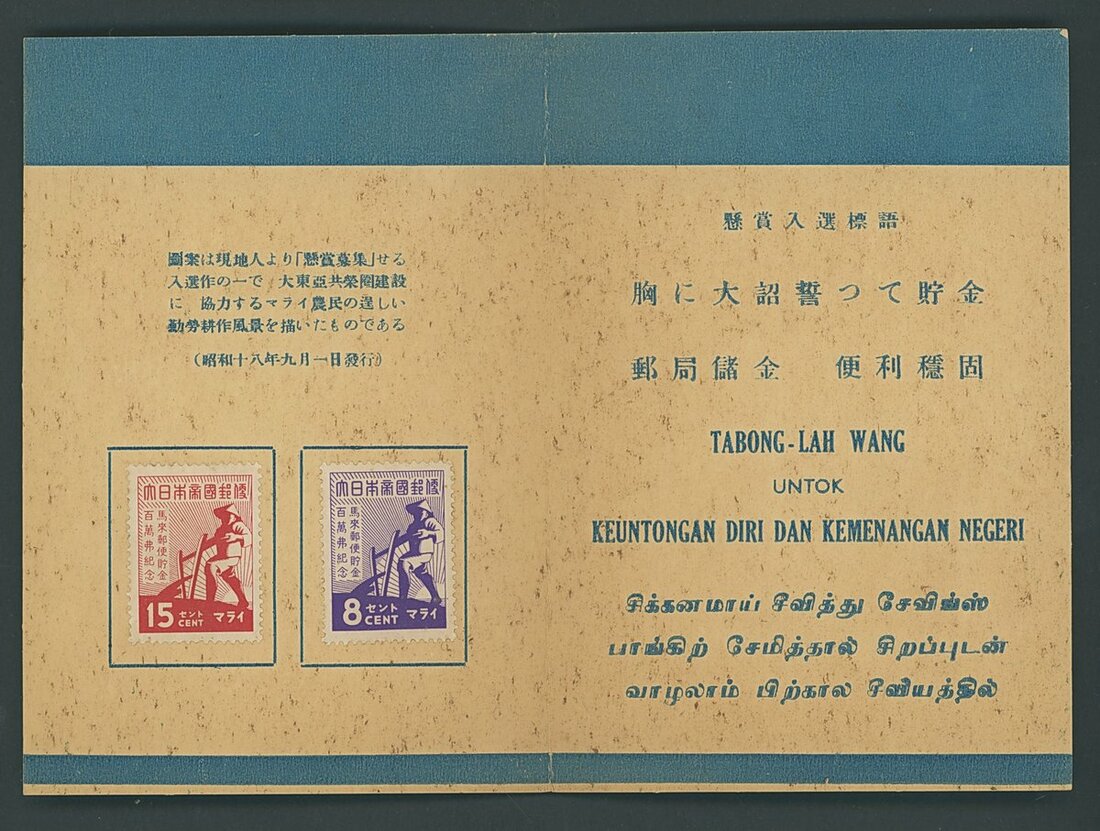 圖案は現地人より「懸賞募集」せる
入選作の一で 大東亞共榮圈建設
に 協力するマライ農民の逞しい
勤勞耕作風景を描いたものである
(昭和十八年九月一日發行)
大日本帝國郵便
馬來郵便貯金
百萬弗紀念
15 セント CENT マライ
大日本帝國郵便
馬來郵便貯金
百萬弗紀念
8 セント CENT マライ
懸賞入選標語
胸に大詔誓つて貯金
郵局儲金 便利穩固
TABONG-LAH WANG
UNTOK
KEUNTONGAN DIRI DAN KEMENANGAN NEGERI
சிக்கனமாய் சீவித்து சேவிங்ஸ்
பாங்கிற் சேமித்தால் சிறப்புடன்
வாழலாம் பிற்கால சீவியத்தில்